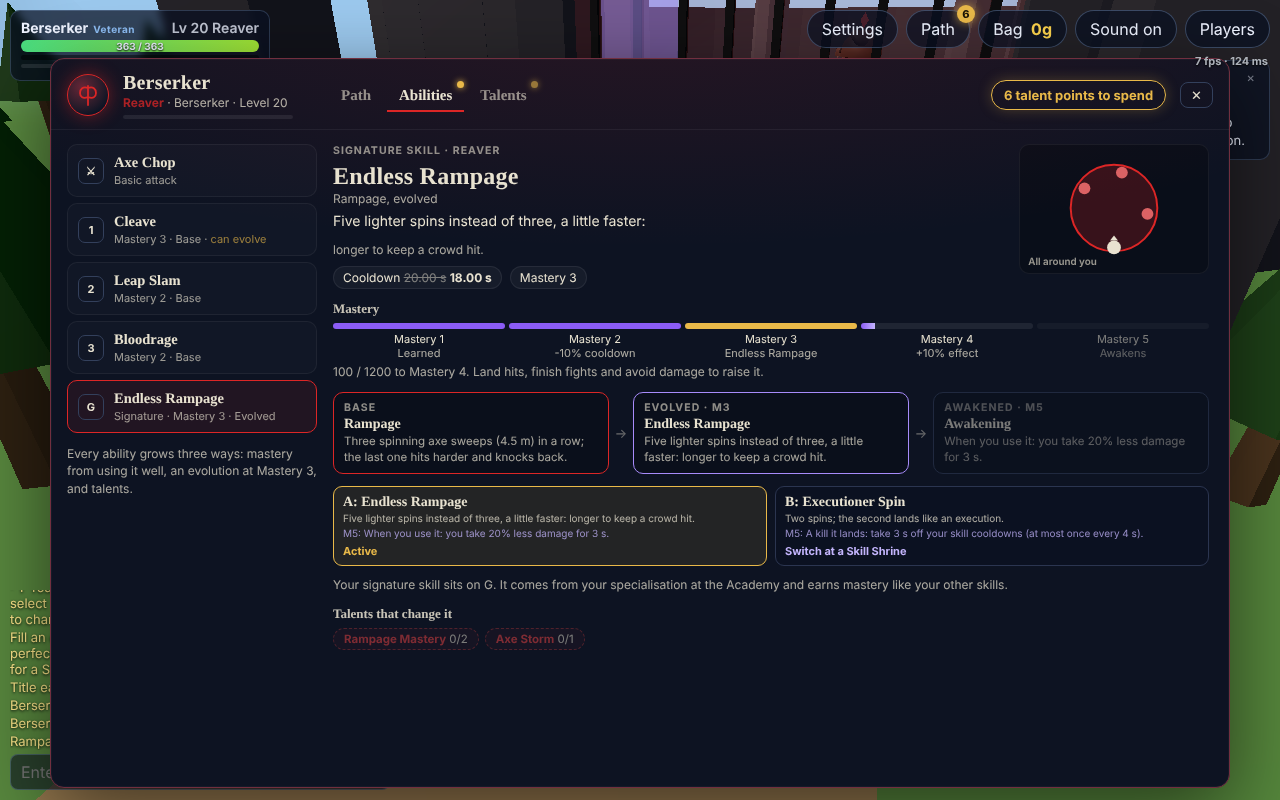 Berserker Veteran Lv 20 Reaver
363 / 363
Settings
Path
6
Bag 0g
Sound on
Players
7 fps · 124 ms
Berserker
Reaver · Berserker · Level 20
Path
Abilities
Talents
6 talent points to spend
×
×
on.
Axe Chop
Basic attack
1
Cleave
Mastery 3 · Base · can evolve
2
Leap Slam
Mastery 2 · Base
3
Bloodrage
Mastery 2 · Base
G
Endless Rampage
Signature · Mastery 3 · Evolved
Every ability grows three ways: mastery
from using it well, an evolution at Mastery 3,
and talents.
SIGNATURE SKILL · REAVER
Endless Rampage
Rampage, evolved
Five lighter spins instead of three, a little faster:
longer to keep a crowd hit.
Cooldown 20.00 s 18.00 s
Mastery 3
All around you
Mastery
Mastery 1
Learned
Mastery 2
-10% cooldown
Mastery 3
Endless Rampage
Mastery 4
+10% effect
Mastery 5
Awakens
100 / 1200 to Mastery 4. Land hits, finish fights and avoid damage to raise it.
BASE
Rampage
Three spinning axe sweeps (4.5 m) in a row;
the last one hits harder and knocks back.
→
EVOLVED · M3
Endless Rampage
Five lighter spins instead of three, a little
faster: longer to keep a crowd hit.
→
AWAKENED · M5
Awakening
When you use it: you take 20% less damage
for 3 s.
A: Endless Rampage
Five lighter spins instead of three, a little faster: longer to keep a crowd hit.
M5: When you use it: you take 20% less damage for 3 s.
Active
B: Executioner Spin
Two spins; the second lands like an execution.
M5: A kill it lands: take 3 s off your skill cooldowns (at most once every 4 s).
Switch at a Skill Shrine
Your signature skill sits on G. It comes from your specialisation at the Academy and earns mastery like your other skills.
Talents that change it
Rampage Mastery 0/2
Axe Storm 0/1
select
to cha
Fill an
perfec
for a S
Title ea
Berser
Berser
Rampa
Ente